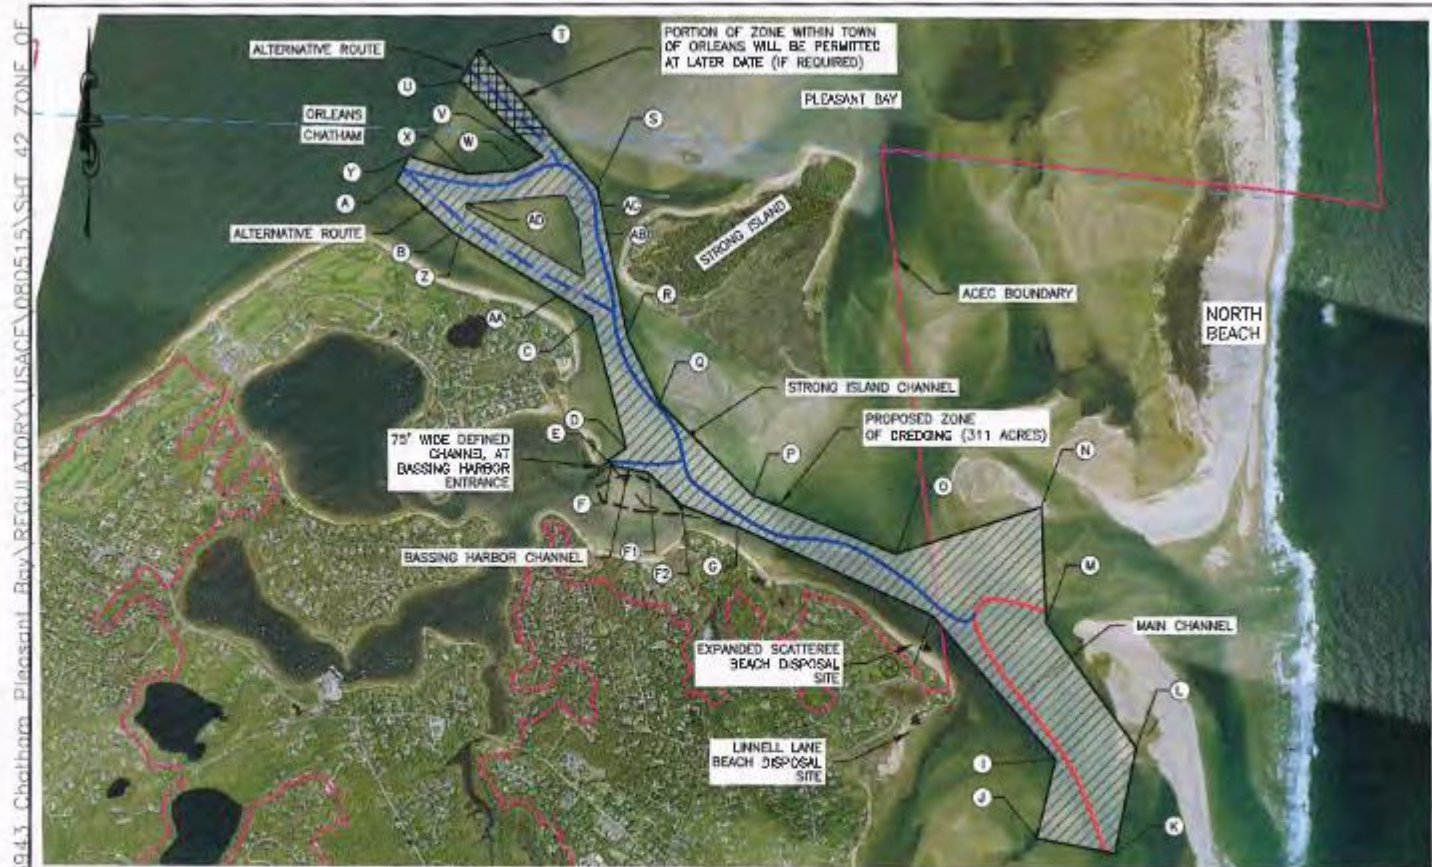 94.3 Chatham Pleasant Bay\REGULATORY\USACE\080515\SHT 42 ZONE OF
ALTERNATIVE ROUTE
T
PORTION OF ZONE WITHIN TOWN
OF ORLEANS WILL BE PERMITTED
AT LATER DATE (IF REQUIRED)
U
PLEASANT BAY
ORLEANS
CHATHAM
V
S
X
W
Y
A
AC
AD
AB
STRONG ISLAND
ALTERNATIVE ROUTE
B
Z
R
ACEC BOUNDARY
NORTH
BEACH
AA
C
Q
STRONG ISLAND CHANNEL
D
E
PROPOSED ZONE
OF DREDGING (311 ACRES)
75' WIDE DEFINED
CHANNEL AT
BASSING HARBOR
ENTRANCE
P
N
O
F
BASSING HARBOR CHANNEL
F1
F2
G
M
MAIN CHANNEL
EXPANDED SCATTEREE
BEACH DISPOSAL
SITE
L
LINNELL LANE
BEACH DISPOSAL
SITE
I
J
K